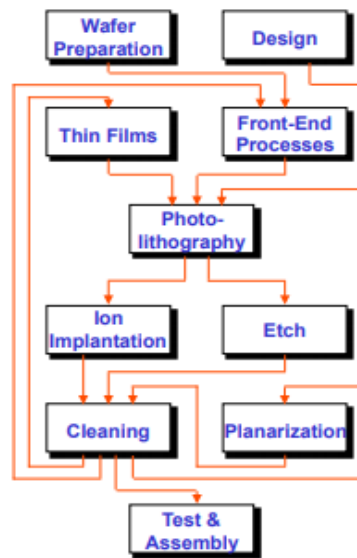 Wafer
Preparation
Design
Thin Films
Front-End
Processes
Photo-
lithography
Ion
Implantation
Etch
Cleaning
Planarization
Test &
Assembly